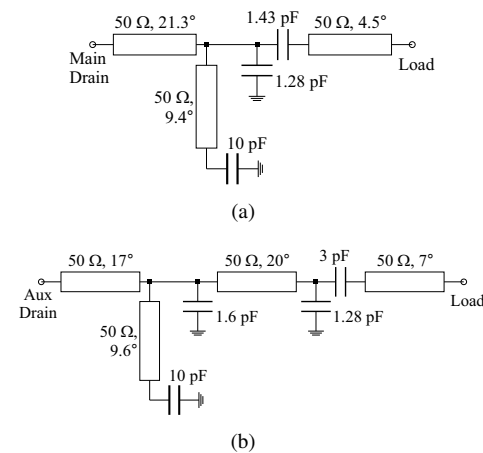 50 Ω, 21.3°
1.43 pF
50 Ω, 4.5°
Main
Drain
Load
1.28 pF
50 Ω,
9.4°
10 pF
(a)
50 Ω, 17°
50 Ω, 20°
3 pF
50 Ω, 7°
Aux
Drain
Load
1.6 pF
1.28 pF
50 Ω,
9.6°
10 pF
(b)